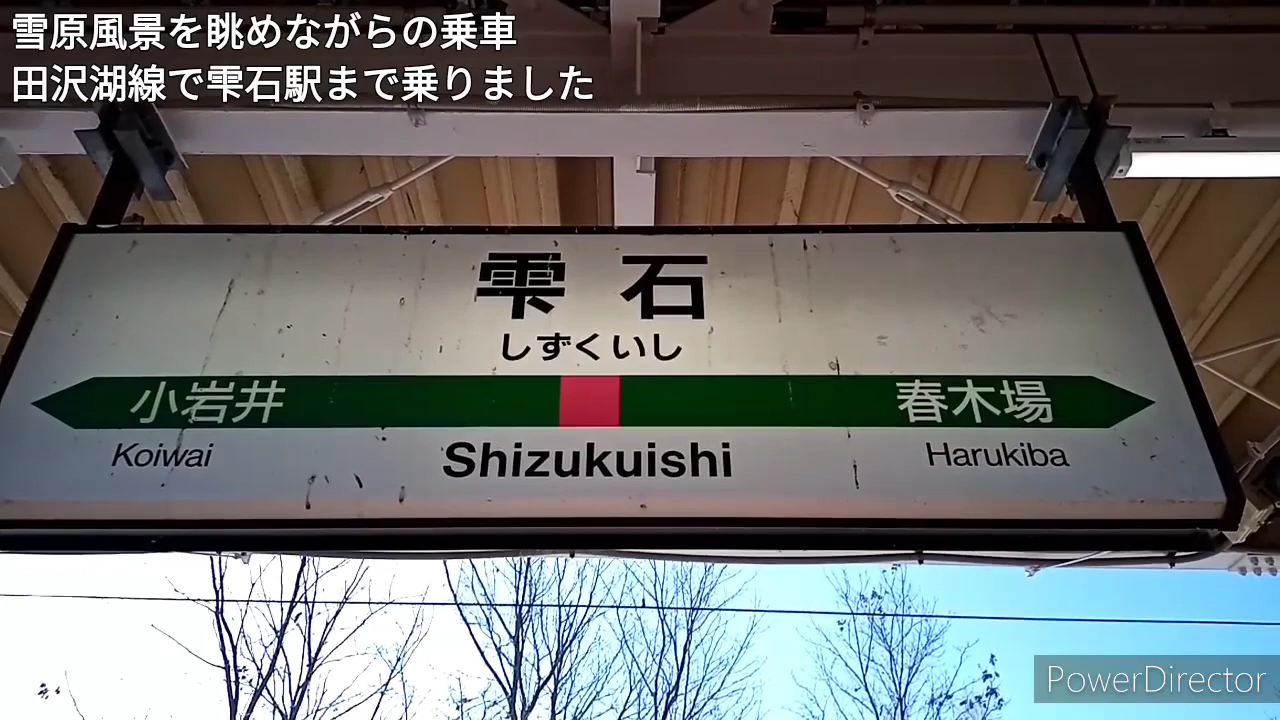 雪原風景を眺めながらの乗車
田沢湖線で雫石駅まで乗りました
雫石
しずくいし
小岩井 春木場
Koiwai Shizukuishi Harukiba
PowerDirector